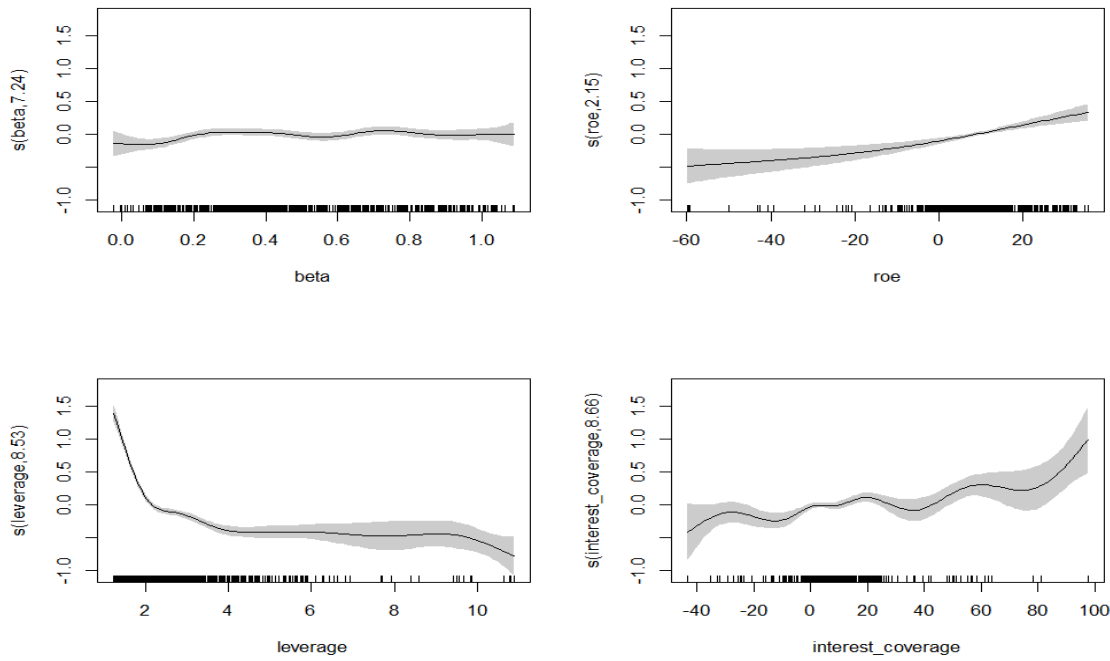 s(beta,7.24)
1.5
1.0
0.5
0.0
-1.0
0.0 0.2 0.4 0.6 0.8 1.0
beta
s(roe,2.15)
1.5
1.0
0.5
0.0
-1.0
-60 -40 -20 0 20
roe
s(leverage,8.53)
1.5
1.0
0.5
0.0
-1.0
2 4 6 8 10
leverage
s(interest_coverage,8.66)
1.5
1.0
0.5
0.0
-1.0
-40 -20 0 20 40 60 80 100
interest_coverage